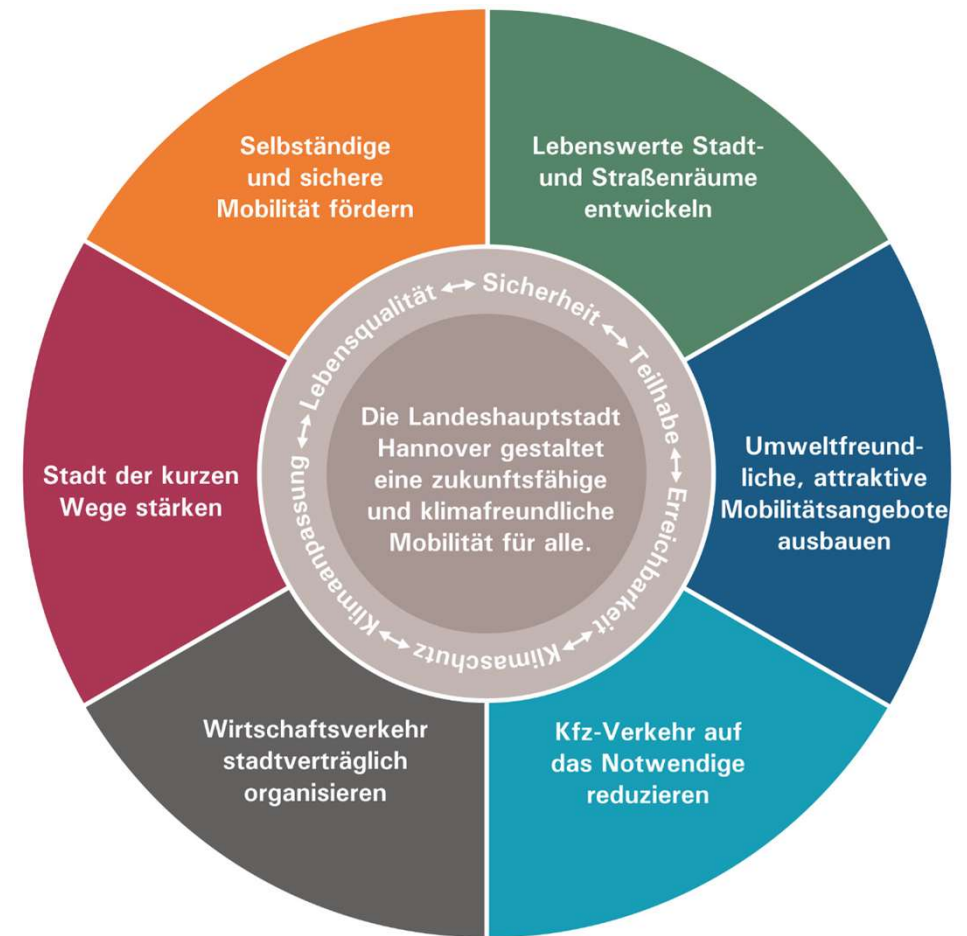 Selbständige
und sichere
Mobilität fördern
Lebenswerte Stadt-
und Straßenräume
entwickeln
Umweltfreund-
liche, attraktive
Mobilitätsangebote
ausbauen
Kfz-Verkehr auf
das Notwendige
reduzieren
Wirtschaftsverkehr
stadtverträglich
organisieren
Stadt der kurzen
Wege stärken
Lebensqualität ↔ Sicherheit ↔ Teilhabe ↔ Erreichbarkeit ↔ Klimaschutz ↔ Klimaanpassung ↔
Die Landeshauptstadt
Hannover gestaltet
eine zukunftsfähige
und klimafreundliche
Mobilität für alle.